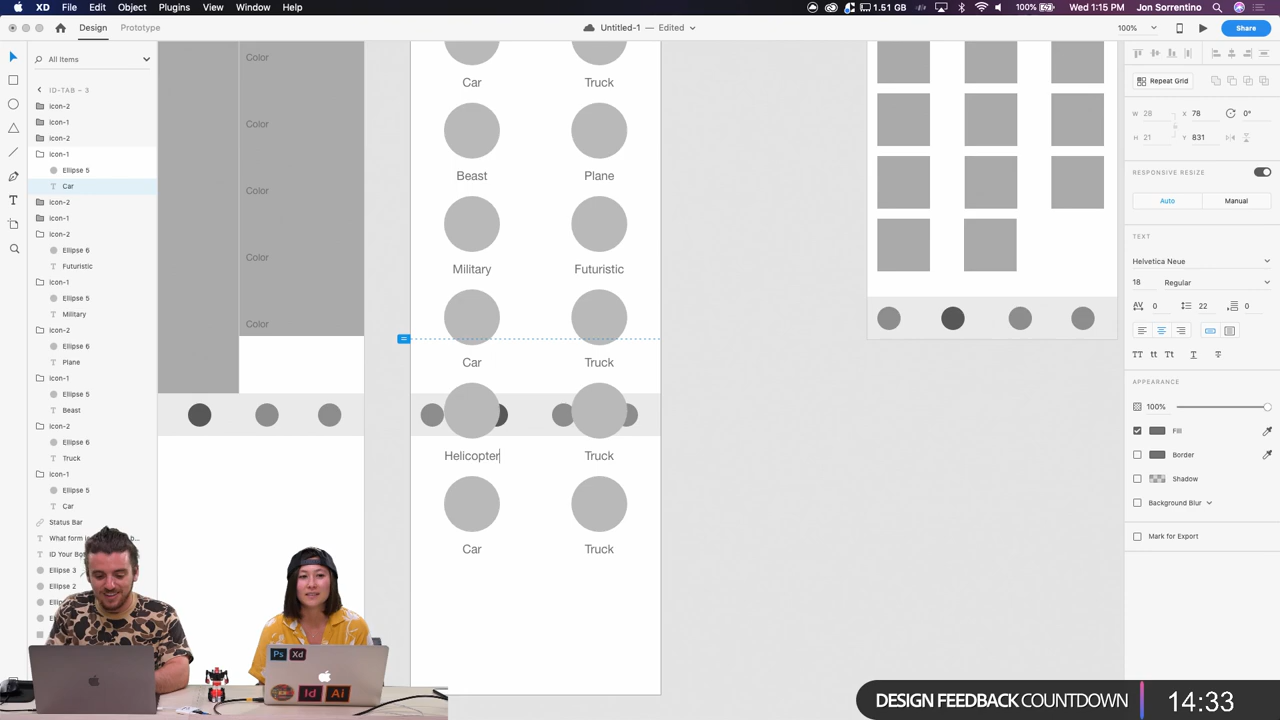 File Edit Object Plugins View Window Help
1.51 GB
100%
Wed 1:15 PM Jon Sorrentino
Design Prototype
Untitled-1 — Edited
100%
Share
All Items
ID-TAB – 3
icon-2
icon-1
icon-2
icon-1
Ellipse 5
Car
icon-2
icon-1
icon-2
Ellipse 6
Futuristic
icon-1
Ellipse 5
Military
icon-2
Ellipse 6
Plane
icon-1
Ellipse 5
Beast
icon-2
Ellipse 6
Truck
icon-1
Ellipse 5
Car
Status Bar
What form
ID Your Bot
Ellipse 3
Ellipse 2
Color
Color
Color
Color
Color
Car Truck
Beast Plane
Military Futuristic
Car Truck
Helicopter Truck
Car Truck
Repeat Grid
W 28 X 78 0°
H 21 Y 831
RESPONSIVE RESIZE
Auto Manual
TEXT
Helvetica Neue
18 Regular
AV 0 22 0
TT tt Tt T T
APPEARANCE
100%
Fill
Border
Shadow
Background Blur
Mark for Export
Ps Xd
Id Ai
DESIGN FEEDBACK COUNTDOWN 14:33